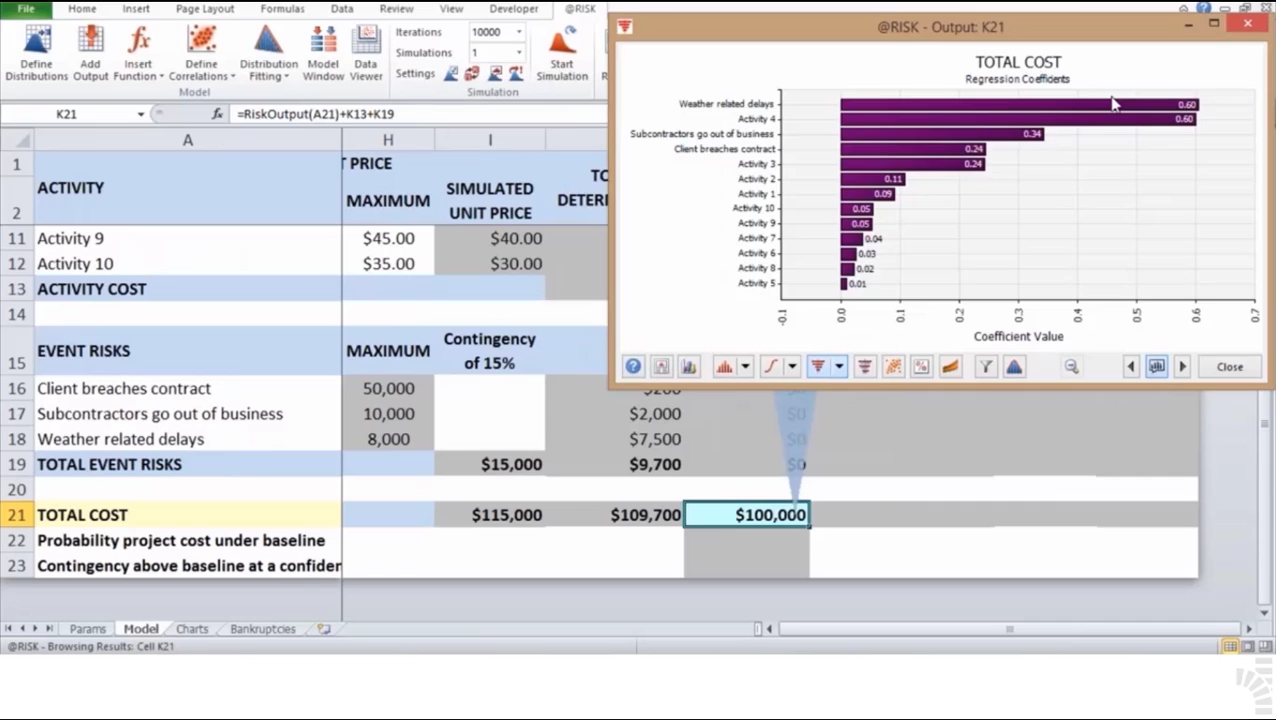 File Home Insert Page Layout Formulas Data Review View Developer @RISK
Define Distributions
Add Output
Insert Function
Define Correlations
Distribution Fitting
Model Window
Data Viewer
Iterations 10000
Simulations 1
Settings
Start Simulation
Model
Simulation
K21 fx =RiskOutput(A21)+K13+K19
A H I
1 T PRICE
2 ACTIVITY MAXIMUM SIMULATED UNIT PRICE DETER
11 Activity 9 $45.00 $40.00
12 Activity 10 $35.00 $30.00
13 ACTIVITY COST
14
15 EVENT RISKS MAXIMUM Contingency of 15%
16 Client breaches contract 50,000 $200 $0
17 Subcontractors go out of business 10,000 $2,000 $0
18 Weather related delays 8,000 $7,500 $0
19 TOTAL EVENT RISKS $15,000 $9,700 $0
20
21 TOTAL COST $115,000 $109,700 $100,000
22 Probability project cost under baseline
23 Contingency above baseline at a confider
Params Model Charts Bankruptcies
@RISK - Browsing Results: Cell K21
@RISK - Output: K21
TOTAL COST
Regression Coefficients
Weather related delays 0.60
Activity 4 0.60
Subcontractors go out of business 0.34
Client breaches contract 0.24
Activity 3 0.24
Activity 2 0.11
Activity 1 0.09
Activity 10 0.05
Activity 9 0.05
Activity 7 0.04
Activity 6 0.03
Activity 8 0.02
Activity 5 0.01
-0.1 0.0 0.1 0.2 0.3 0.4 0.5 0.6 0.7
Coefficient Value
Close